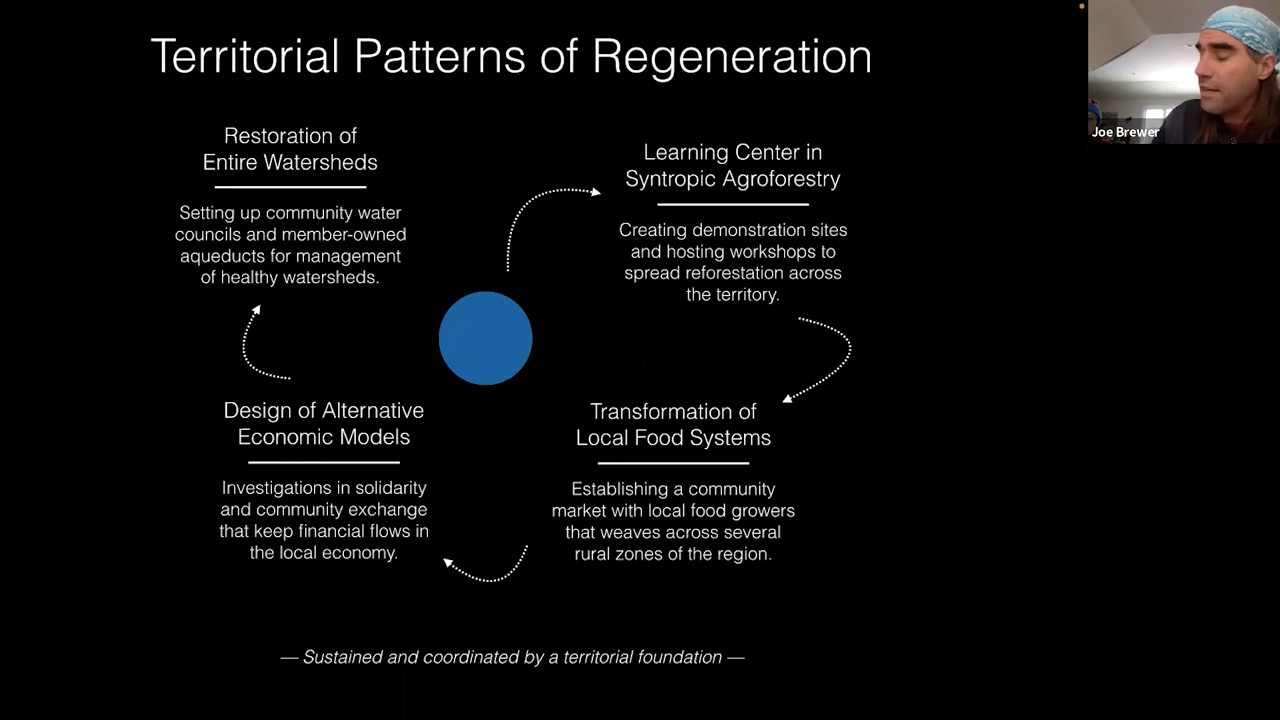 Territorial Patterns of Regeneration
Joe Brewer
Restoration of
Entire Watersheds
Setting up community water
councils and member-owned
aqueducts for management
of healthy watersheds.
Learning Center in
Syntropic Agroforestry
Creating demonstration sites
and hosting workshops to
spread reforestation across
the territory.
Design of Alternative
Economic Models
Investigations in solidarity
and community exchange
that keep financial flows in
the local economy.
Transformation of
Local Food Systems
Establishing a community
market with local food growers
that weaves across several
rural zones of the region.
— Sustained and coordinated by a territorial foundation —